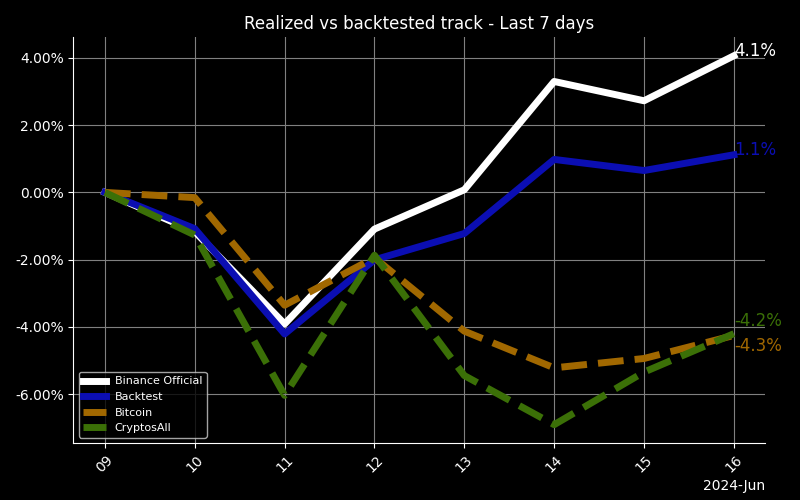 Realized vs backtested track - Last 7 days
4.00%
2.00%
0.00%
-2.00%
-4.00%
-6.00%
4.1%
1.1%
-4.2%
-4.3%
Binance Official
Backtest
Bitcoin
CryptosAll
09 10 11 12 13 14 15 16
2024-Jun